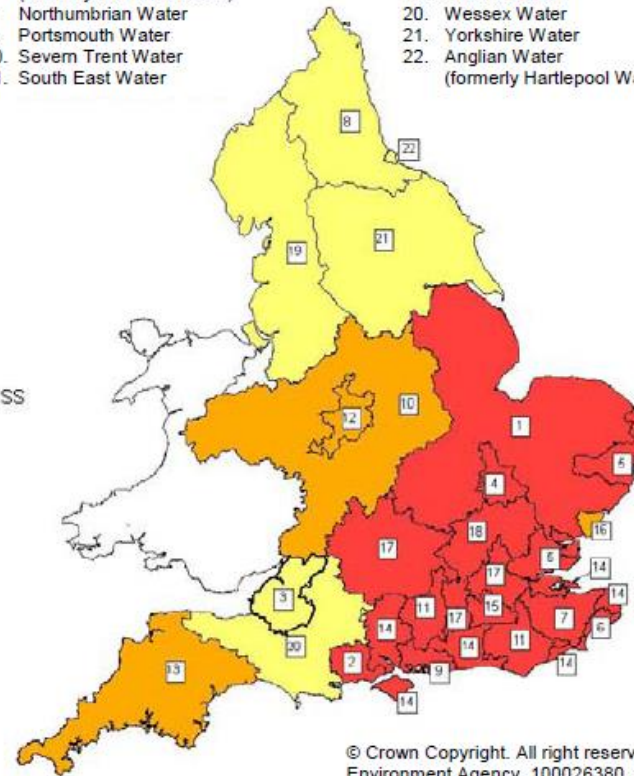 Northumbrian Water
Portsmouth Water
Severn Trent Water
South East Water
20. Wessex Water
21. Yorkshire Water
22. Anglian Water
(formerly Hartlepool Wa
8
22
21
19
ss
10
12
1
5
4
16
18
17
6
14
17
14
3
11
15
7
17
6
14
20
14
11
13
2
9
14
14
© Crown Copyright. All right reserv
Environment Agency, 100026380